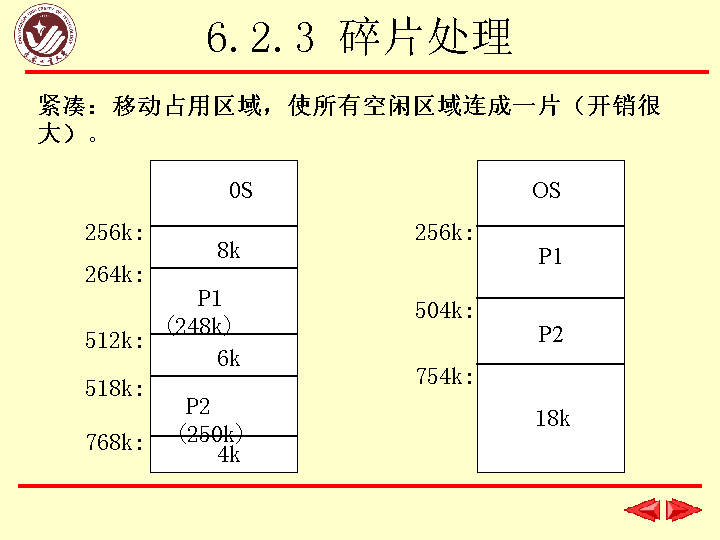 6.2.3 碎片处理
紧凑：移动占用区域，使所有空闲区域连成一片（开销很
大）。
0S
256k:
8k
264k:
P1
(248k)
512k:
6k
518k:
P2
(250k)
768k:
4k
OS
256k:
P1
504k:
P2
754k:
18k